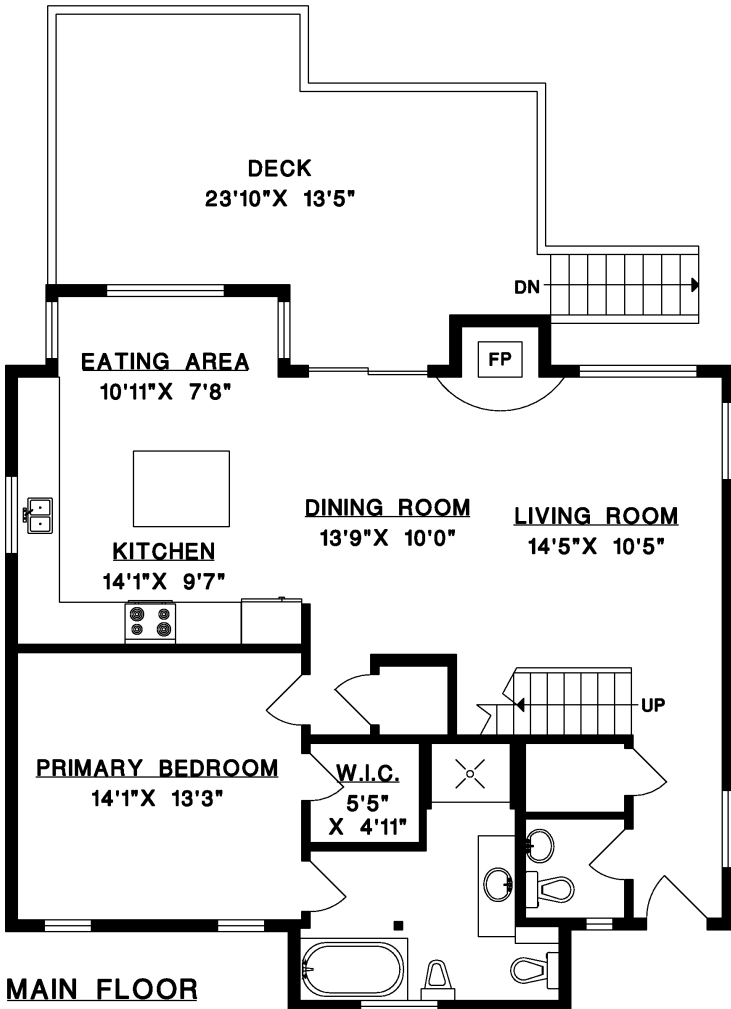 DECK
23'10"X 13'5"
DN
FP
EATING AREA
10'11"X 7'8"
DINING ROOM
13'9"X 10'0"
LIVING ROOM
14'5"X 10'5"
KITCHEN
14'1"X 9'7"
UP
PRIMARY BEDROOM
14'1"X 13'3"
W.I.C.
5'5"
X 4'11"
MAIN FLOOR